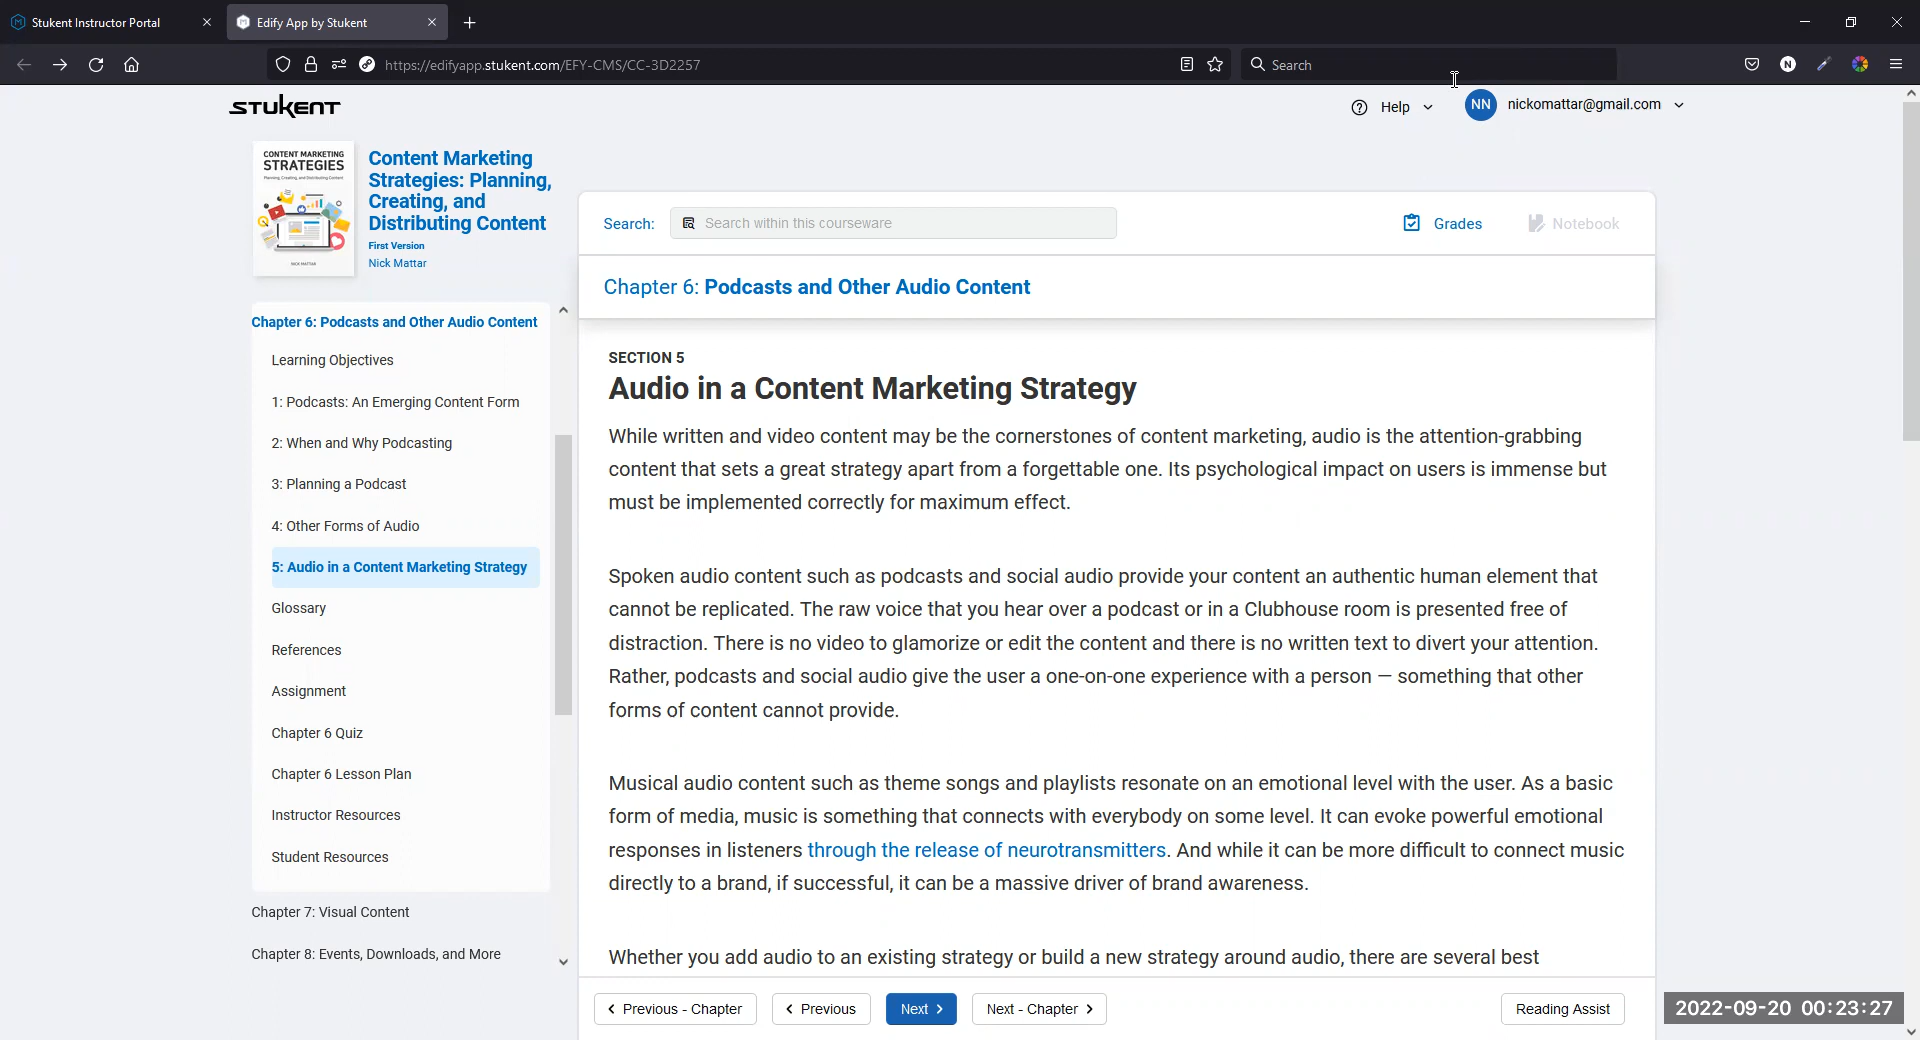 Stukent Instructor Portal
Edify App by Stukent
https://edifyapp.stukent.com/EFY-CMS/CC-3D2257
Search
N
STUKENT
Help
NN
nickomattar@gmail.com
CONTENT MARKETING
STRATEGIES
Planning, Creating, and Distributing Content
NICK MATTAR
Content Marketing
Strategies: Planning,
Creating, and
Distributing Content
First Version
Nick Mattar
Search:
Search within this courseware
Grades
Notebook
Chapter 6: Podcasts and Other Audio Content
Chapter 6: Podcasts and Other Audio Content
Learning Objectives
1: Podcasts: An Emerging Content Form
2: When and Why Podcasting
3: Planning a Podcast
4: Other Forms of Audio
5: Audio in a Content Marketing Strategy
Glossary
References
Assignment
Chapter 6 Quiz
Chapter 6 Lesson Plan
Instructor Resources
Student Resources
Chapter 7: Visual Content
Chapter 8: Events, Downloads, and More
SECTION 5
Audio in a Content Marketing Strategy
While written and video content may be the cornerstones of content marketing, audio is the attention-grabbing
content that sets a great strategy apart from a forgettable one. Its psychological impact on users is immense but
must be implemented correctly for maximum effect.
Spoken audio content such as podcasts and social audio provide your content an authentic human element that
cannot be replicated. The raw voice that you hear over a podcast or in a Clubhouse room is presented free of
distraction. There is no video to glamorize or edit the content and there is no written text to divert your attention.
Rather, podcasts and social audio give the user a one-on-one experience with a person — something that other
forms of content cannot provide.
Musical audio content such as theme songs and playlists resonate on an emotional level with the user. As a basic
form of media, music is something that connects with everybody on some level. It can evoke powerful emotional
responses in listeners through the release of neurotransmitters. And while it can be more difficult to connect music
directly to a brand, if successful, it can be a massive driver of brand awareness.
Whether you add audio to an existing strategy or build a new strategy around audio, there are several best
Previous - Chapter
Previous
Next
Next - Chapter
Reading Assist
2022-09-20 00:23:27